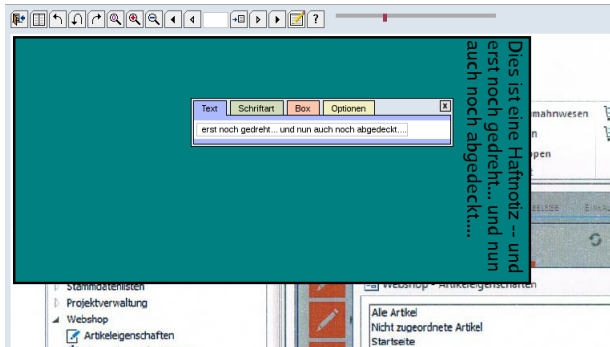 ?
Text Schriftart Box Optionen x
erst noch gedreht... und nun auch noch abgedeckt....
Dies ist eine Haftnotiz -- und
erst noch gedreht... und nun
auch noch abgedeckt....
mahnwesen
n
pen
Webshop - Artikeleigenschaften
Stammdatenlisten
Projektverwaltung
Webshop
Artikeleigenschaften
Alle Artikel
Nicht zugeordnete Artikel
Startseite